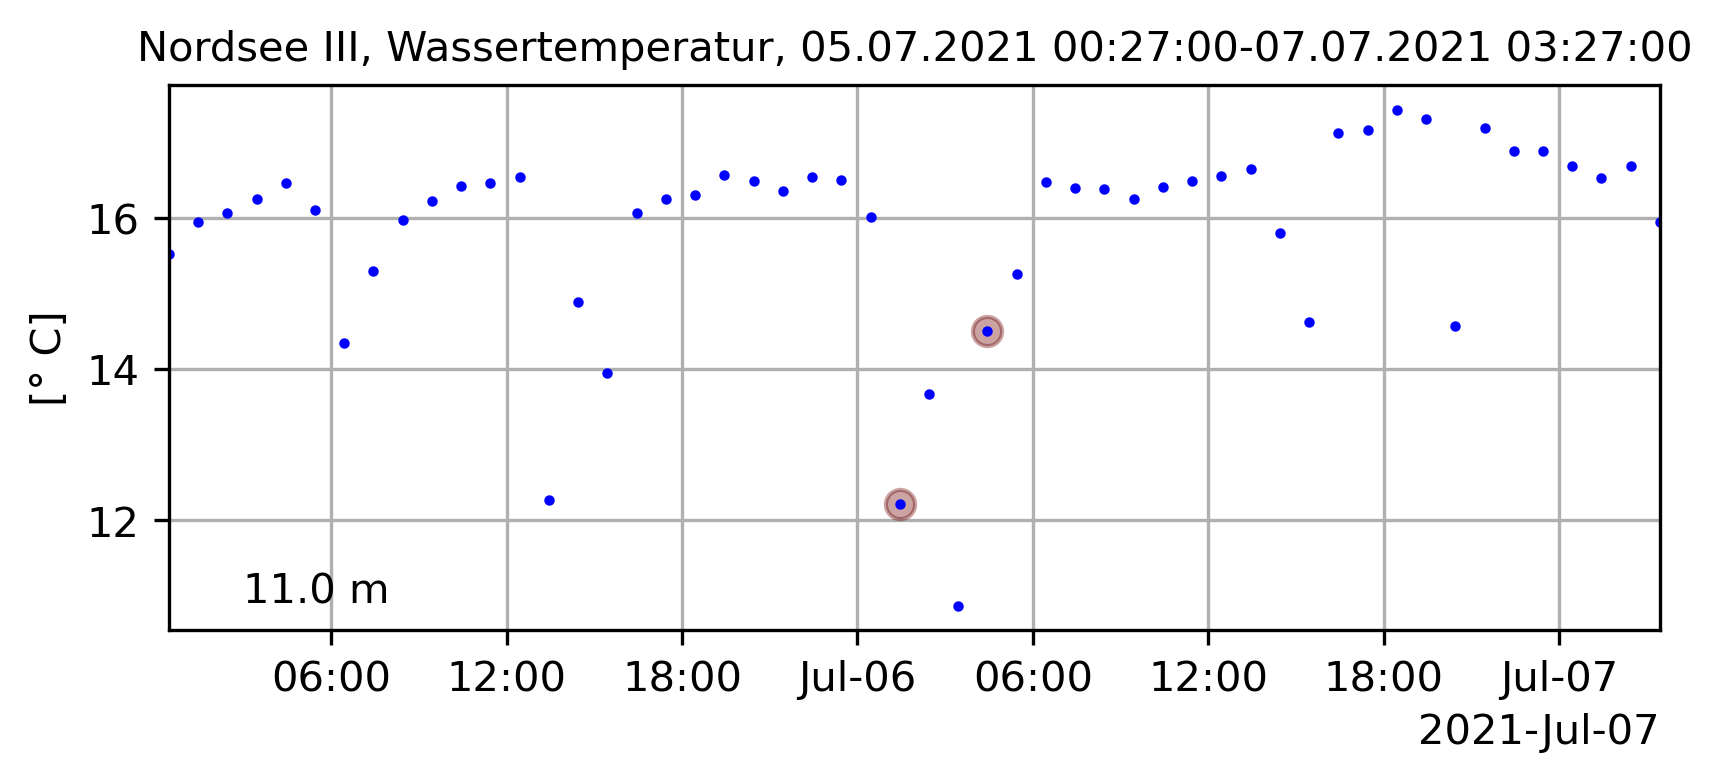 Nordsee III, Wassertemperatur, 05.07.2021 00:27:00-07.07.2021 03:27:00
16
14
12
[° C]
11.0 m
06:00 12:00 18:00 Jul-06 06:00 12:00 18:00 Jul-07
2021-Jul-07